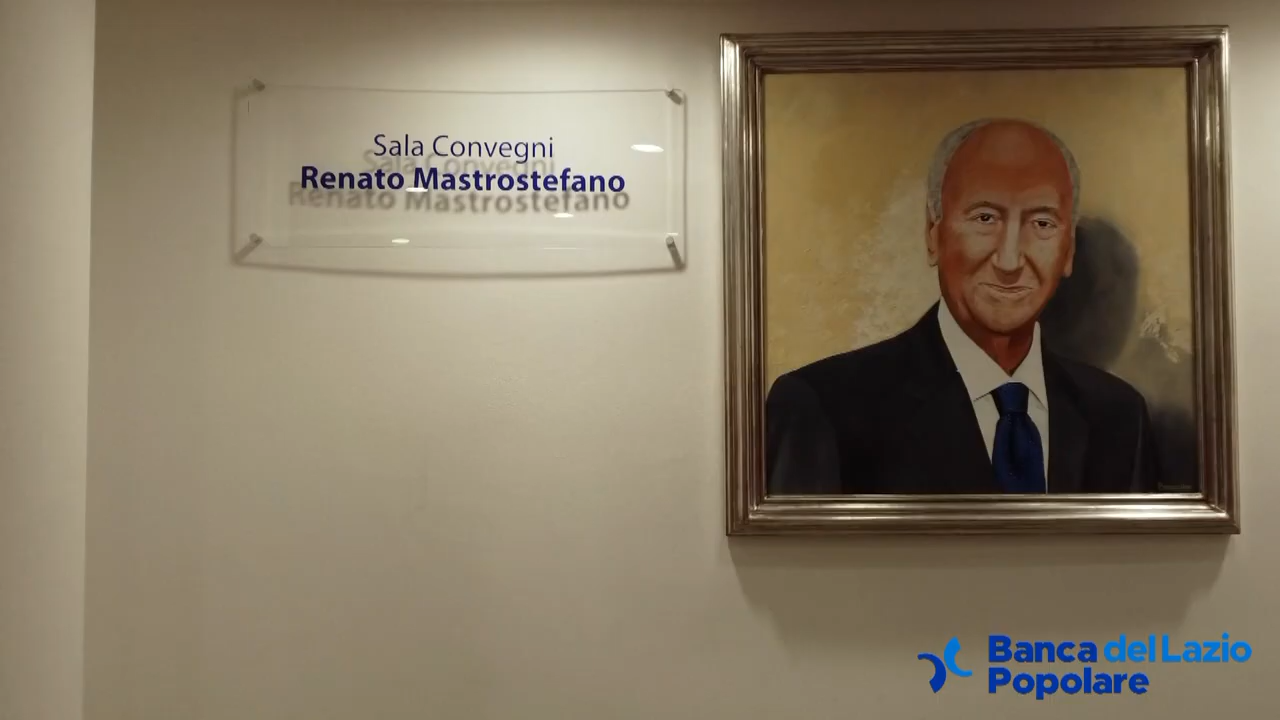 Sala Convegni
Renato Mastrostefano
Banca del Lazio
Popolare